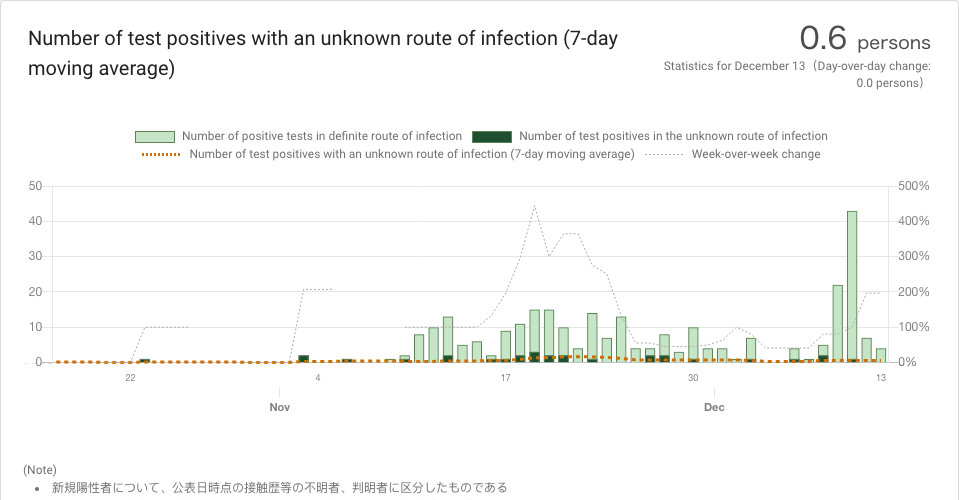 Number of test positives with an unknown route of infection (7-day
moving average)
0.6 persons
Statistics for December 13（Day-over-day change:
0.0 persons）
Number of positive tests in definite route of infection
Number of test positives in the unknown route of infection
Number of test positives with an unknown route of infection (7-day moving average)
Week-over-week change
50 500%
40 400%
30 300%
20 200%
10 100%
0 0%
22 4 17 30 13
Nov Dec
(Note)
• 新規陽性者について、公表日時点の接触歴等の不明者、判明者に区分したものである